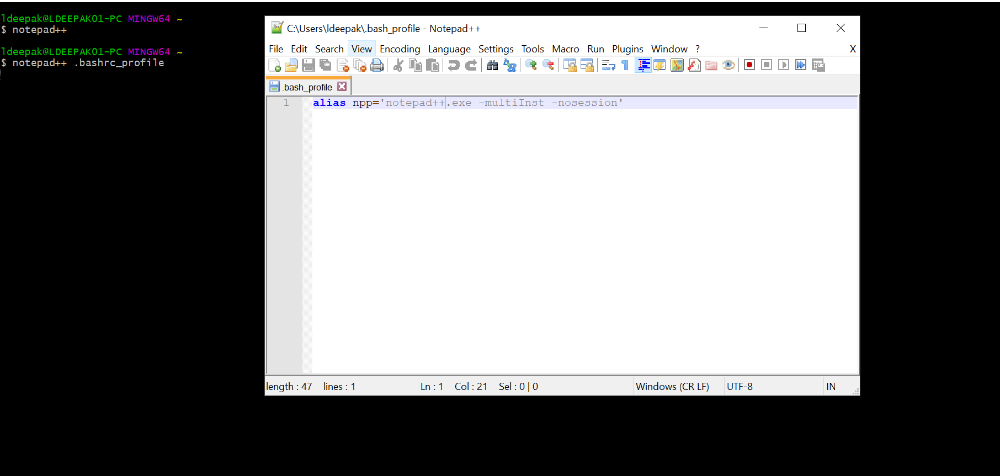 ldeepak@LDEEPAK01-PC MINGW64 ~
$ notepad++
ldeepak@LDEEPAK01-PC MINGW64 ~
$ notepad++ .bashrc_profile
C:\Users\ldeepak\.bash_profile - Notepad++
File Edit Search View Encoding Language Settings Tools Macro Run Plugins Window ? X
.bash_profile
1 alias npp='notepad++.exe -multiInst -nosession'
length : 47 lines : 1 Ln : 1 Col : 21 Sel : 0 | 0 Windows (CR LF) UTF-8 IN